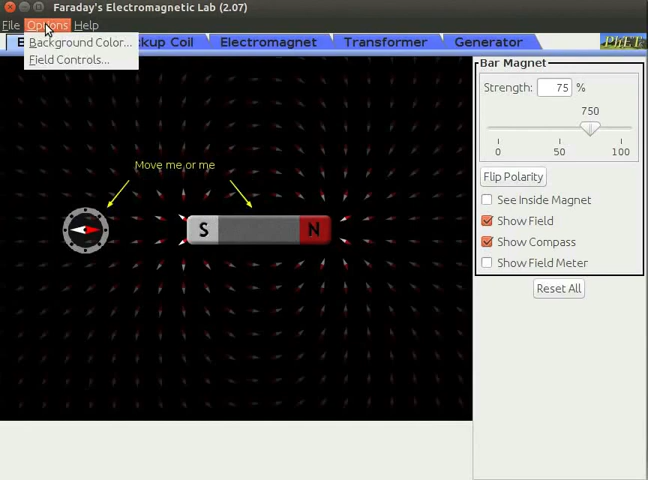 Faraday's Electromagnetic Lab (2.07)
File Options Help
B ckup Coil Electromagnet Transformer Generator PhET
Background Color...
Field Controls...
Bar Magnet
Strength: 75 %
750
0 50 100
Flip Polarity
See Inside Magnet
Show Field
Show Compass
Show Field Meter
Reset All
Move me or me
S N